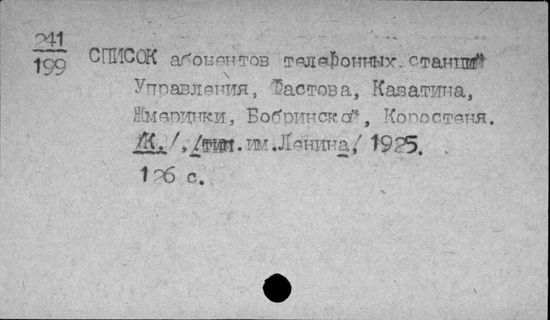 241
199
СПИСОК абонентов телефонных станций
Управления, Фастова, Казатина,
Жмеринки, Бобринской, Коростеня.
/К./, /тип. им. Ленина/ 1925.
126 с.